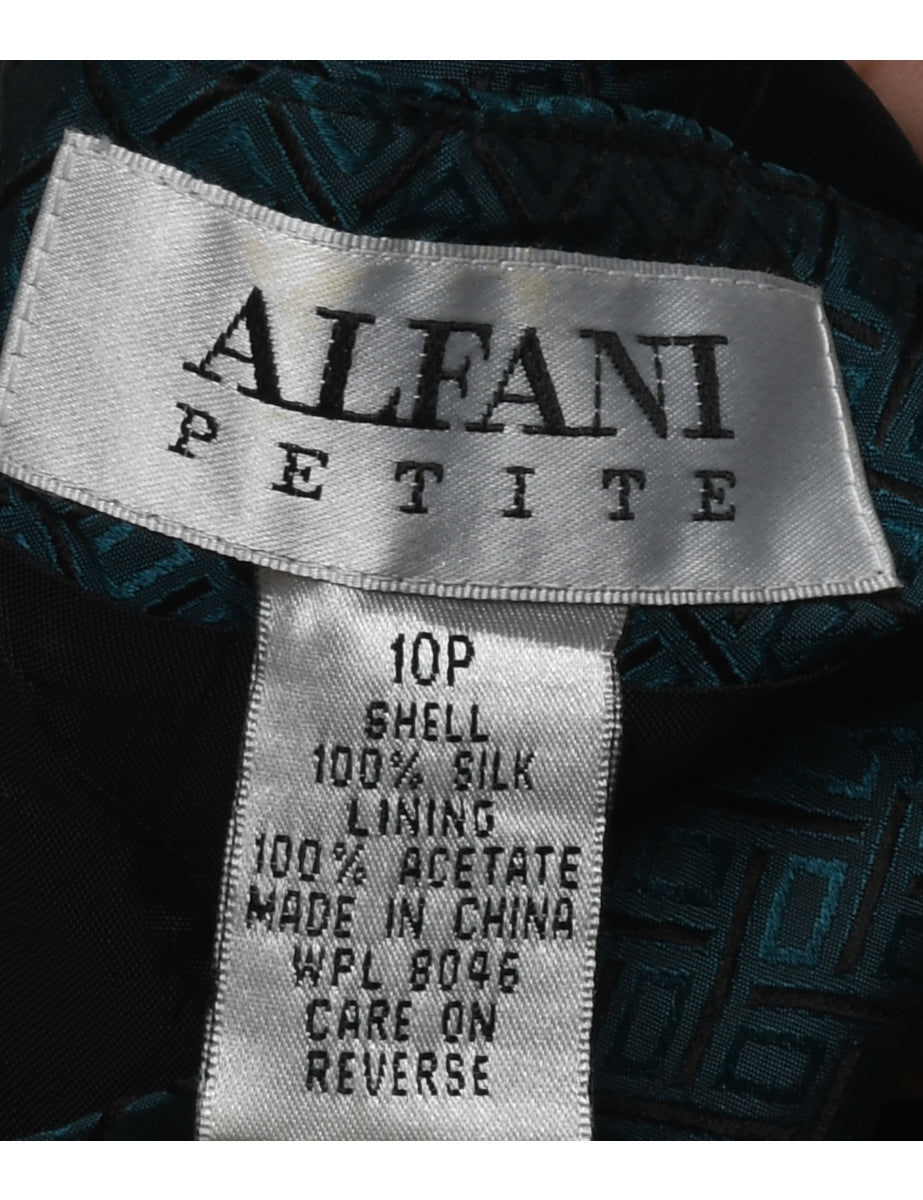 ALFANI
PETITE
10P
SHELL
100% SILK
LINING
100% ACETATE
MADE IN CHINA
WPL 8046
CARE ON
REVERSE